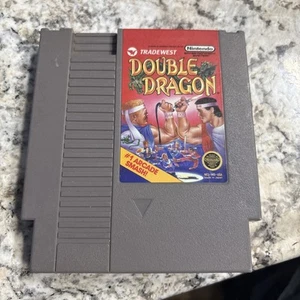 TRADEWEST
Nintendo
DOUBLE
DRAGON
#1 ARCADE
SMASH!